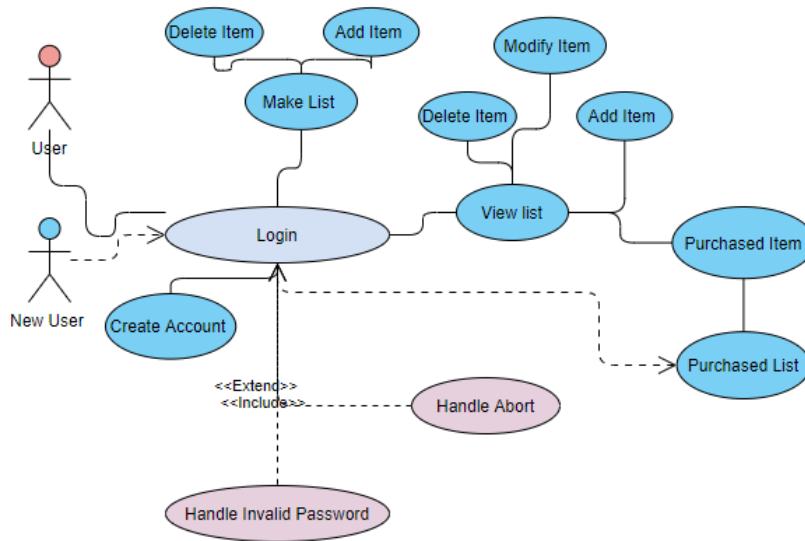 Delete Item
Add Item
Modify Item
Make List
Delete Item
Add Item
User
View list
Login
Purchased Item
New User
Create Account
Purchased List
<<Extend>>
<<Include>>
Handle Abort
Handle Invalid Password